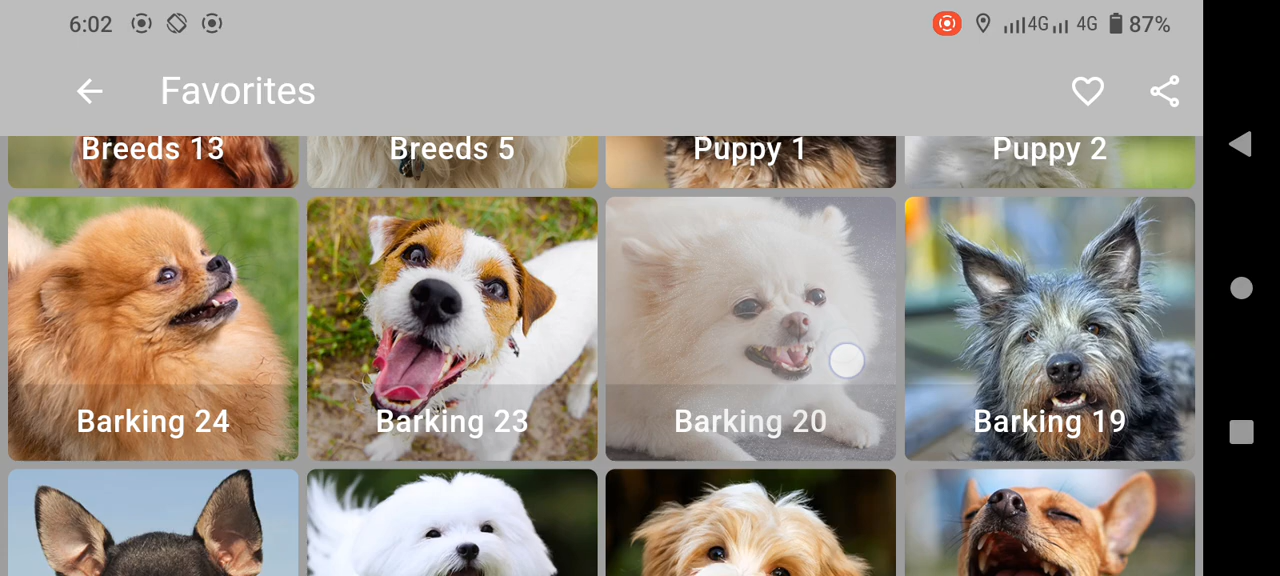 6:02 4G 4G 87%
Favorites
Breeds 13 Breeds 5 Puppy 1 Puppy 2
Barking 24 Barking 23 Barking 20 Barking 19